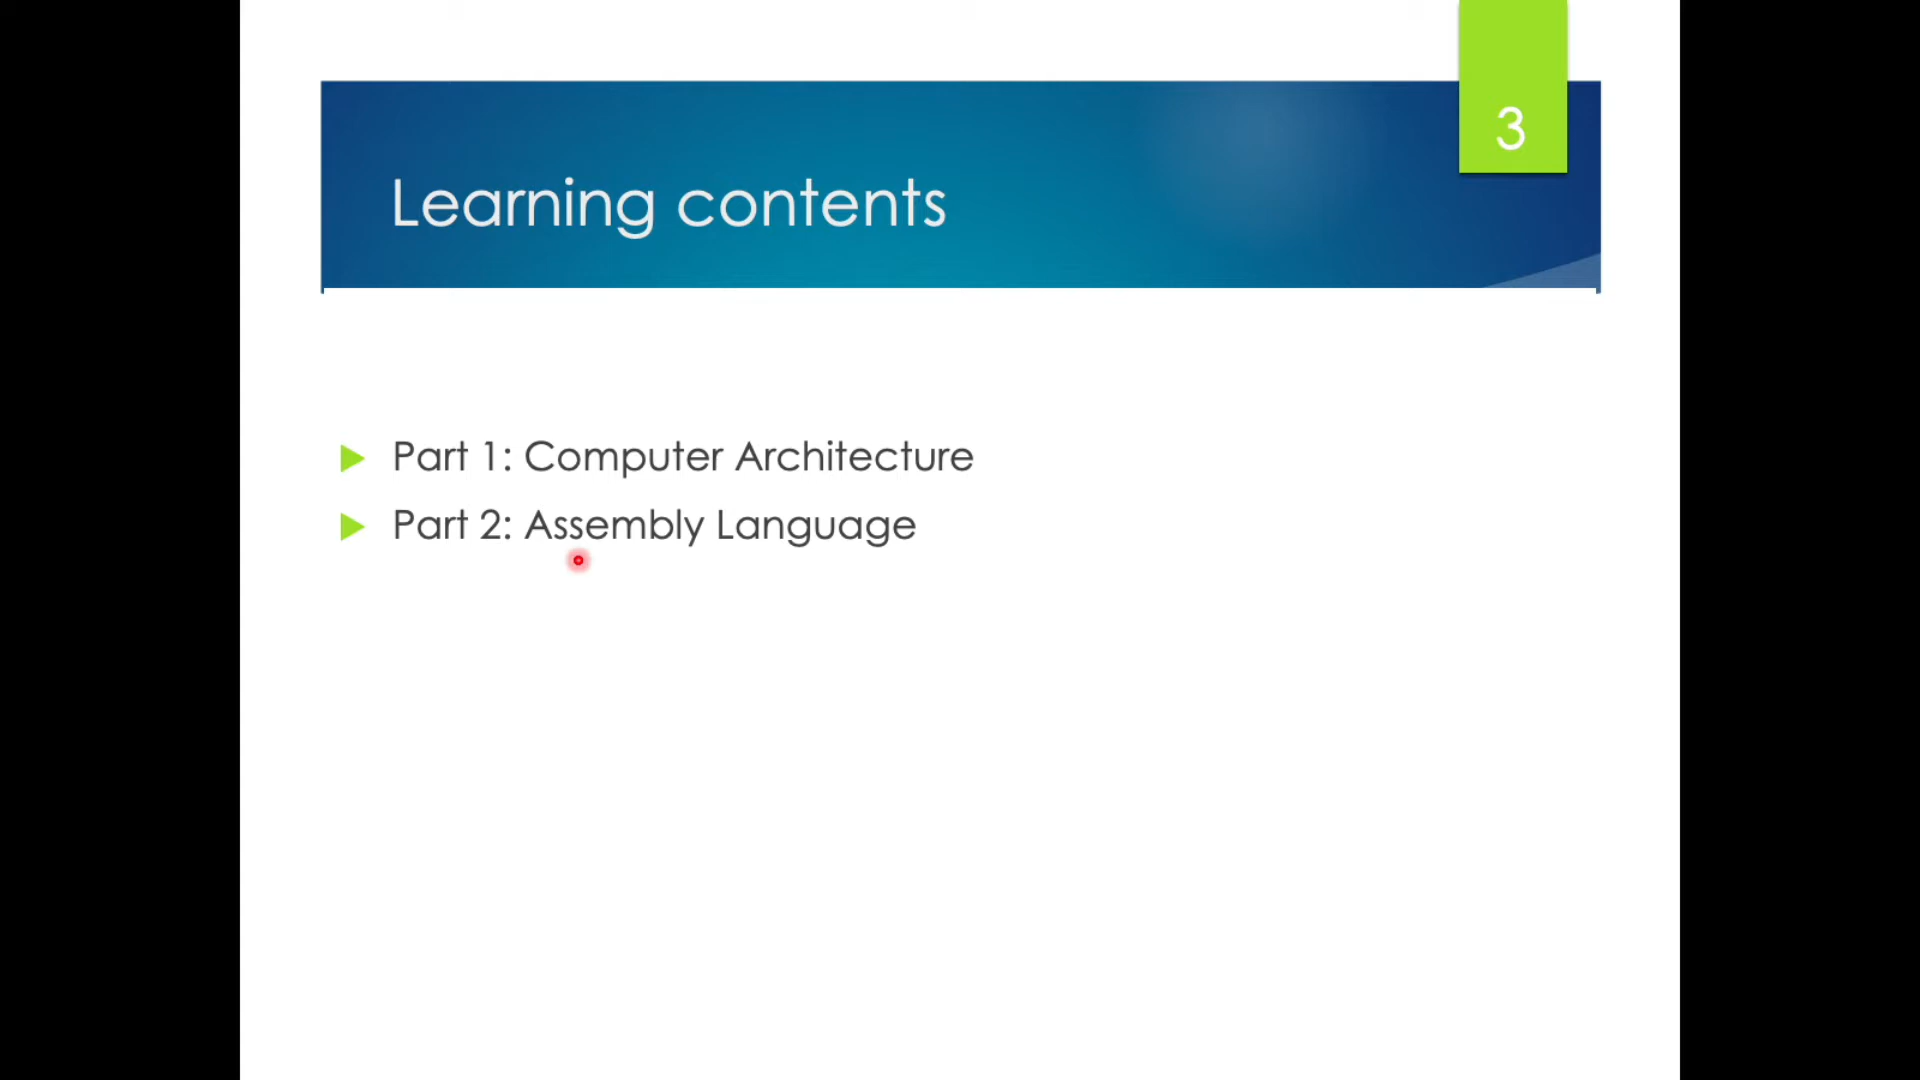 3
Learning contents
Part 1: Computer Architecture
Part 2: Assembly Language